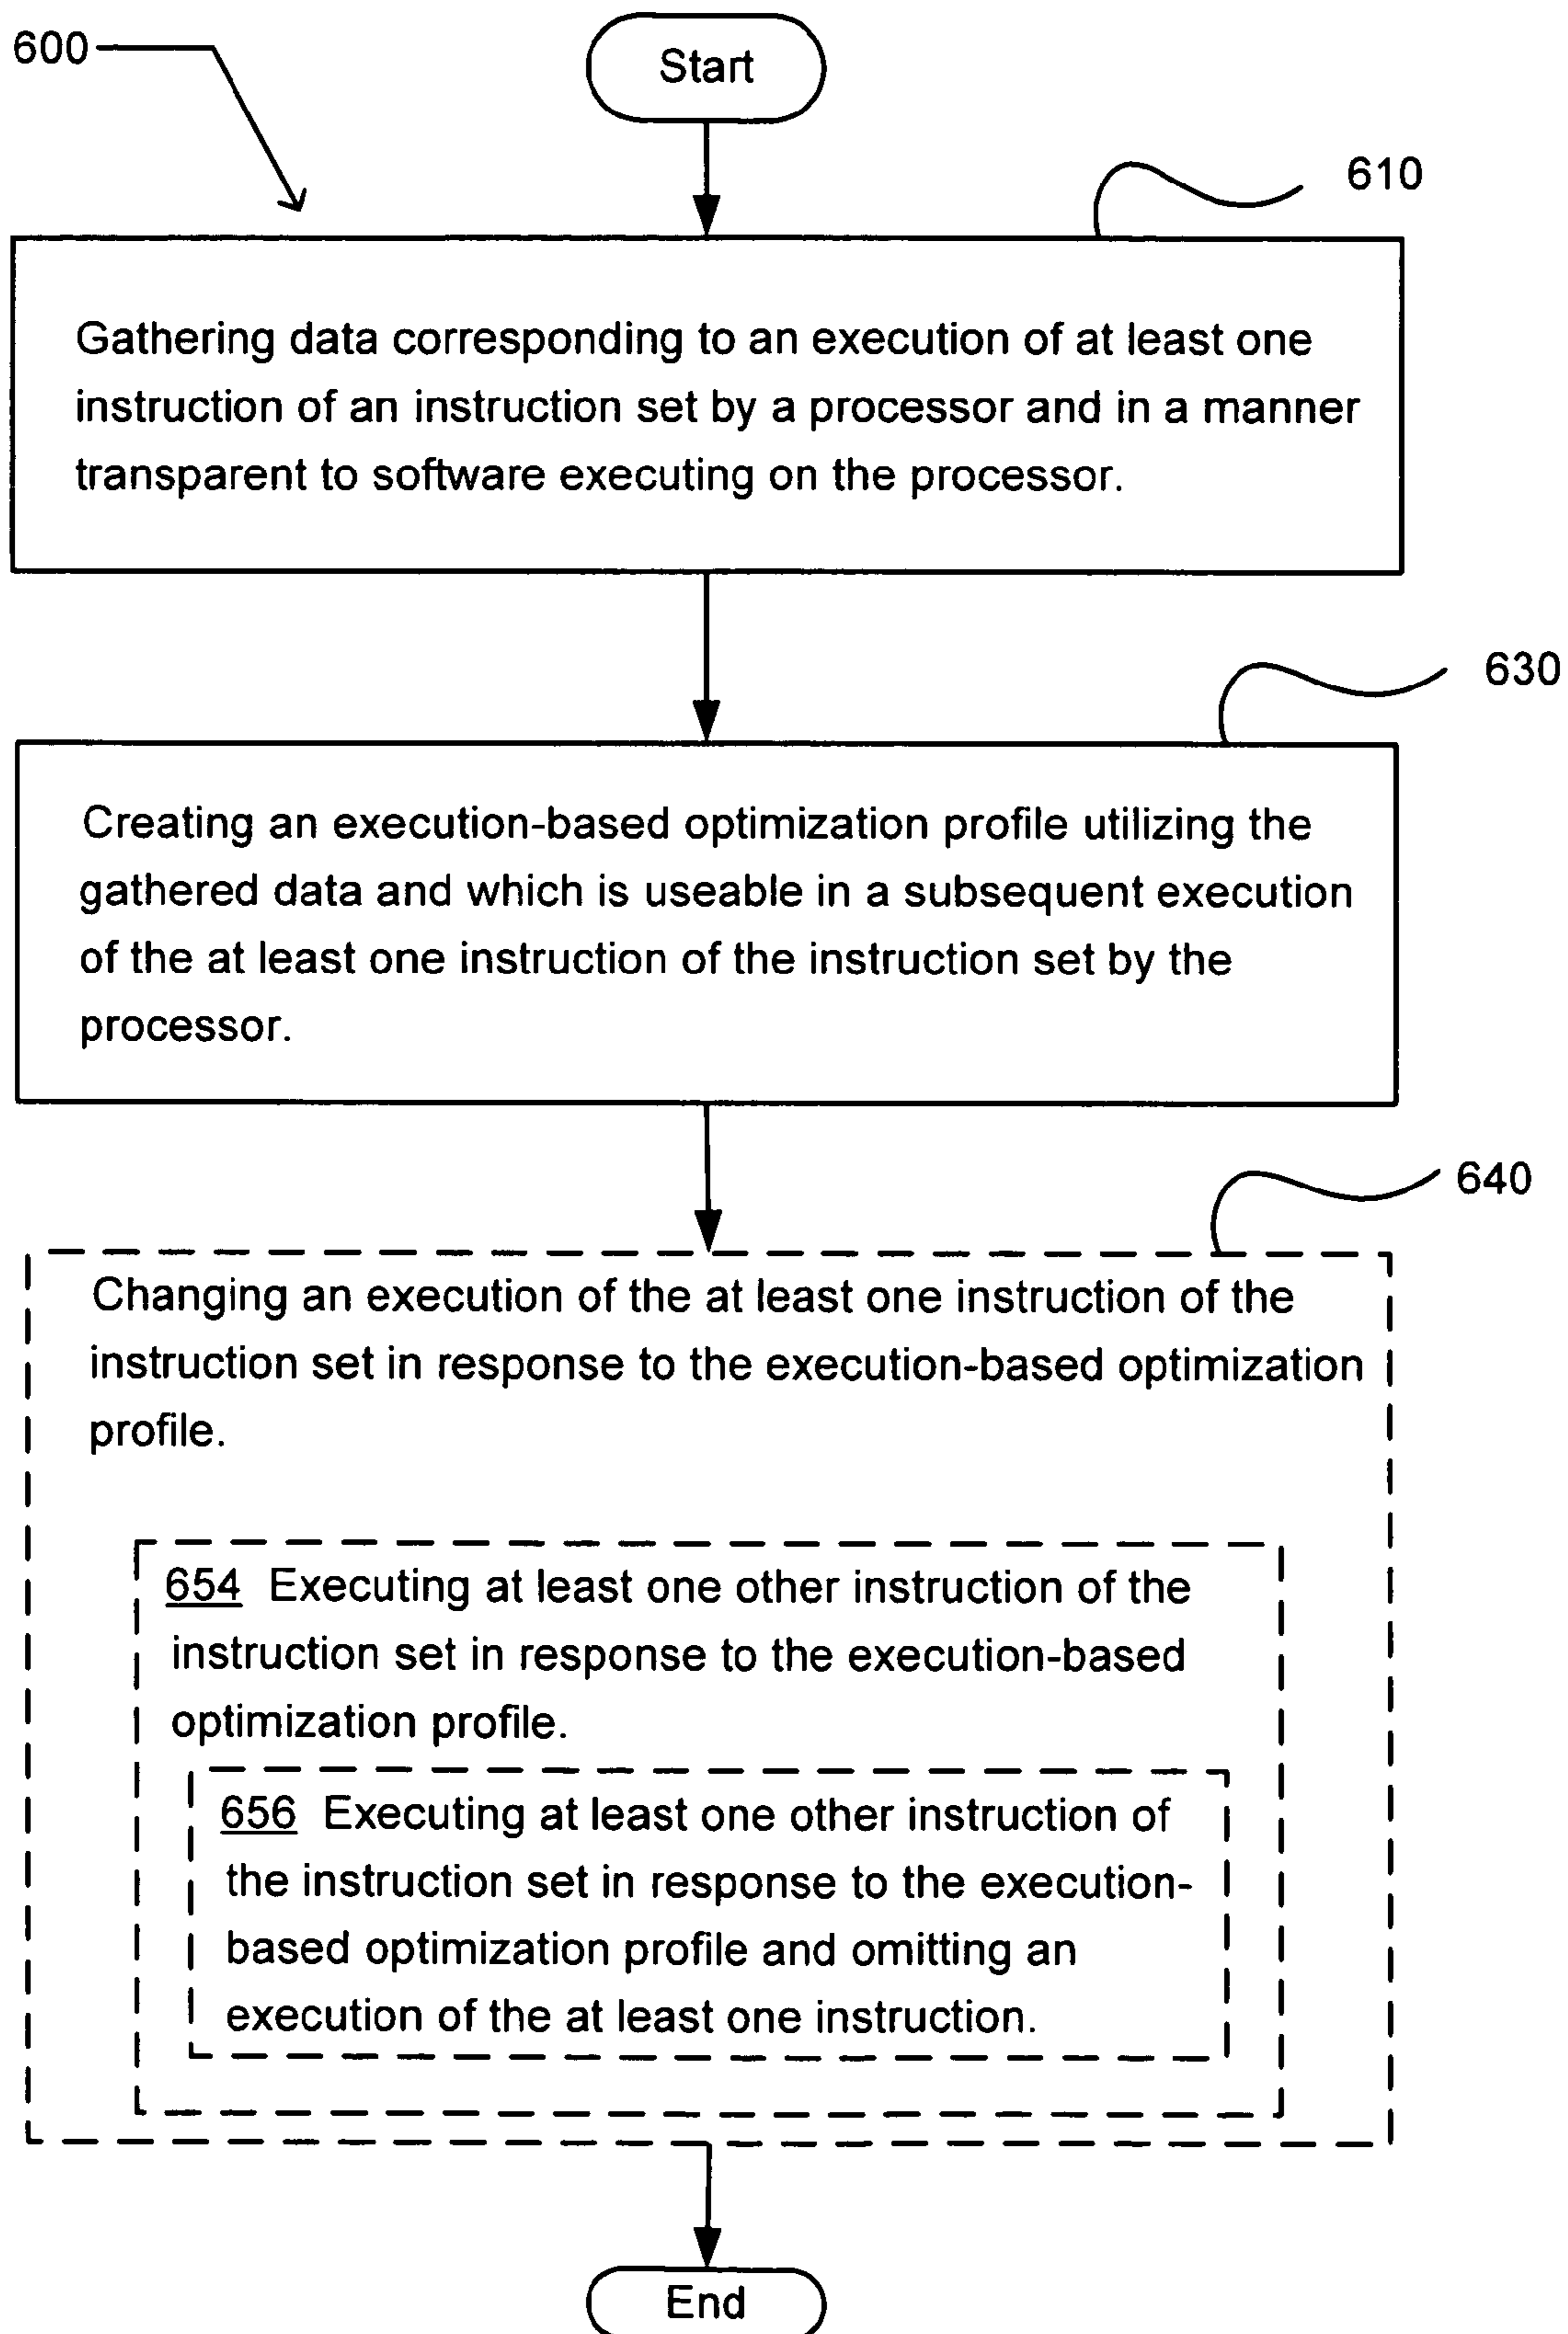 600
Start
610
Gathering data corresponding to an execution of at least one
instruction of an instruction set by a processor and in a manner
transparent to software executing on the processor.
630
Creating an execution-based optimization profile utilizing the
gathered data and which is useable in a subsequent execution
of the at least one instruction of the instruction set by the
processor.
640
Changing an execution of the at least one instruction of the
instruction set in response to the execution-based optimization
profile.
654 Executing at least one other instruction of the
instruction set in response to the execution-based
optimization profile.
656 Executing at least one other instruction of
the instruction set in response to the execution-
based optimization profile and omitting an
execution of the at least one instruction.
End